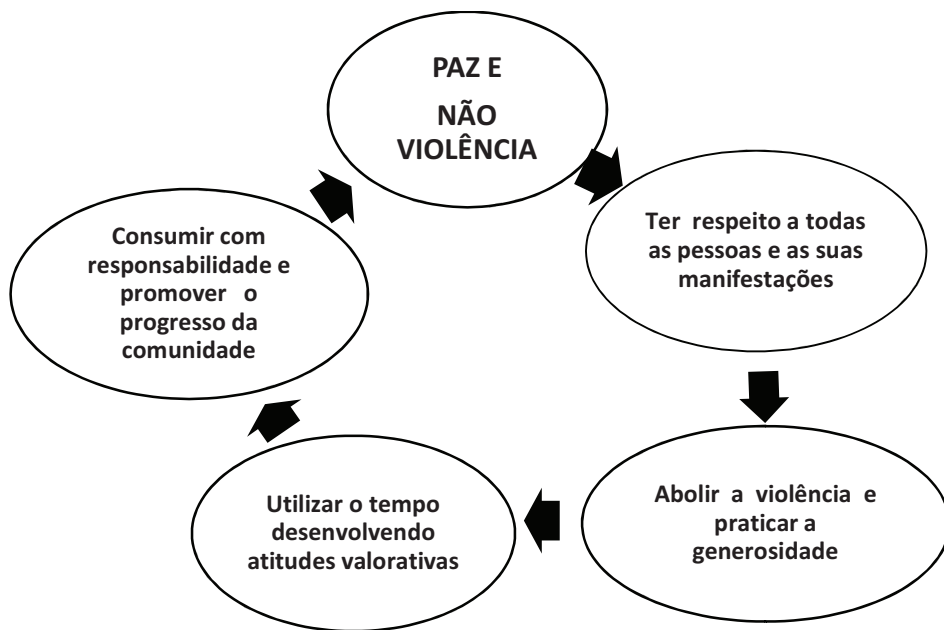 PAZ E
NÃO
VIOLÊNCIA
Ter respeito a todas
as pessoas e as suas
manifestações
Abolir a violência e
praticar a
generosidade
Utilizar o tempo
desenvolvendo
atitudes valorativas
Consumir com
responsabilidade e
promover o
progresso da
comunidade